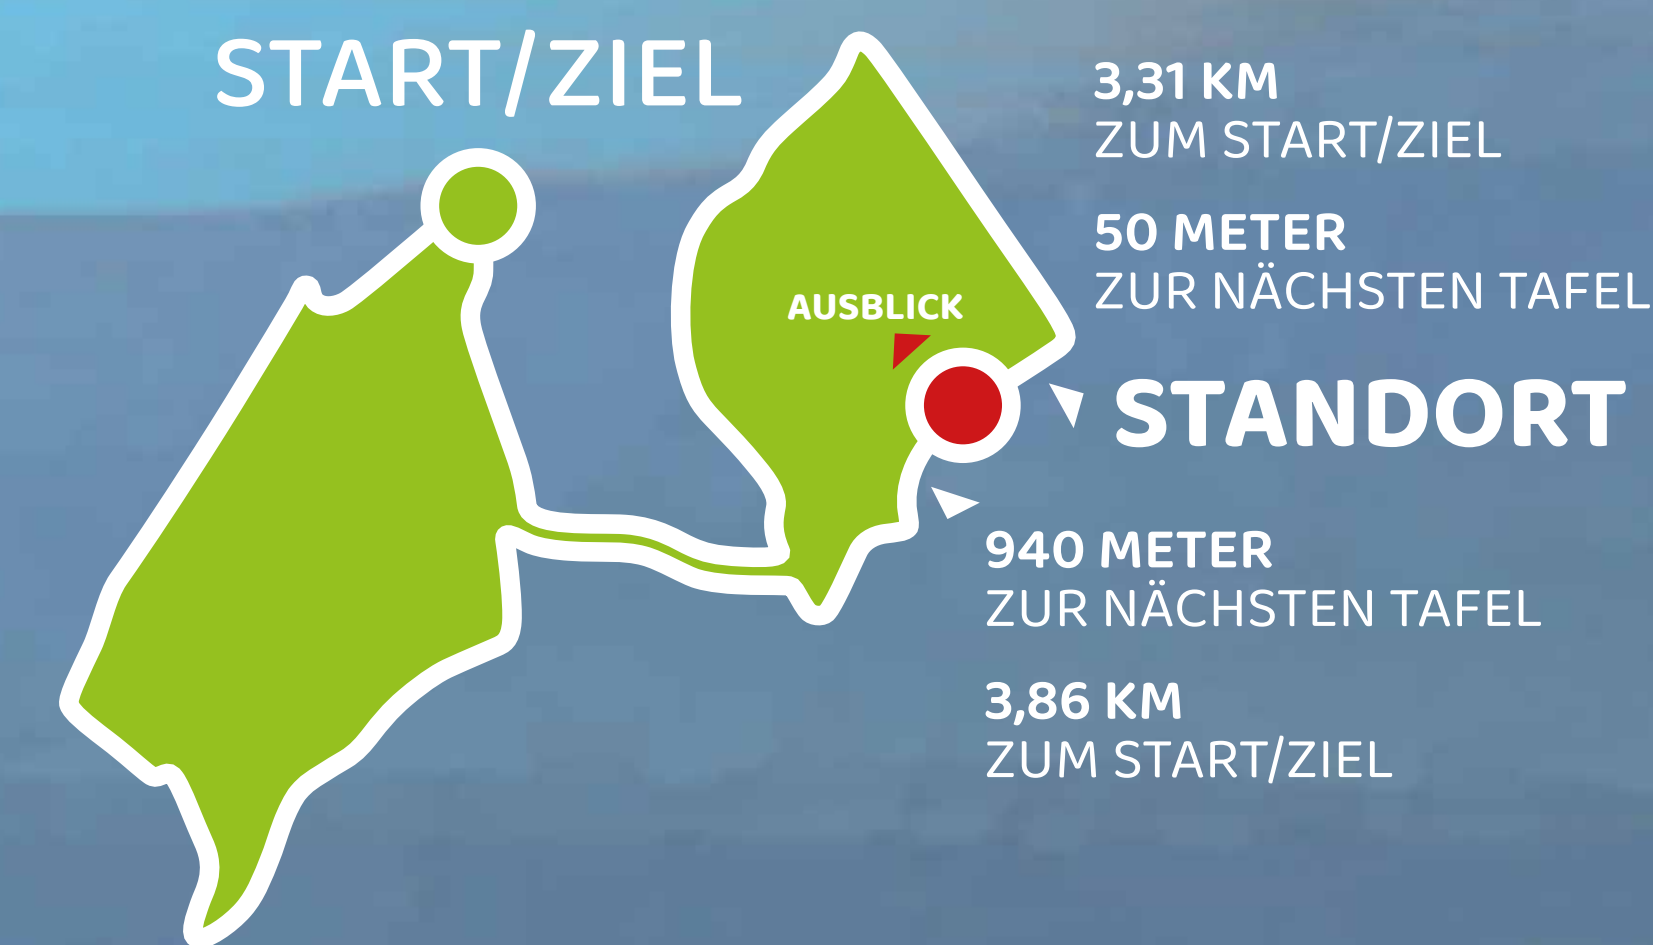 START/ZIEL
3,31 KM
ZUM START/ZIEL
50 METER
ZUR NÄCHSTEN TAFEL
AUSBLICK
STANDORT
940 METER
ZUR NÄCHSTEN TAFEL
3,86 KM
ZUM START/ZIEL